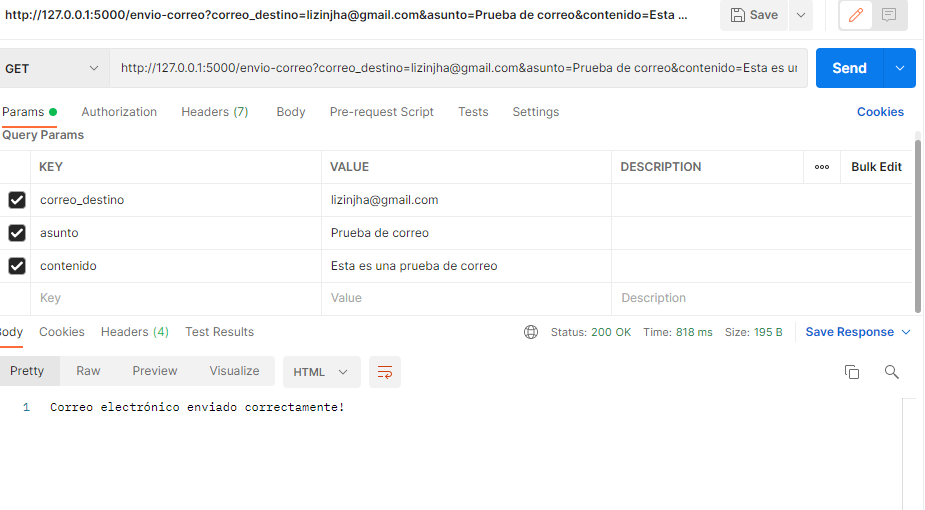 http://127.0.0.1:5000/envio-correo?correo_destino=lizinjha@gmail.com&asunto=Prueba de correo&contenido=Esta ...
Save
GET
http://127.0.0.1:5000/envio-correo?correo_destino=lizinjha@gmail.com&asunto=Prueba de correo&contenido=Esta es
Send
Params Authorization Headers (7) Body Pre-request Script Tests Settings Cookies
Query Params
KEY VALUE DESCRIPTION ooo Bulk Edit
correo_destino lizinjha@gmail.com
asunto Prueba de correo
contenido Esta es una prueba de correo
Key Value Description
Body Cookies Headers (4) Test Results Status: 200 OK Time: 818 ms Size: 195 B Save Response
Pretty Raw Preview Visualize HTML
1 Correo electrónico enviado correctamente!